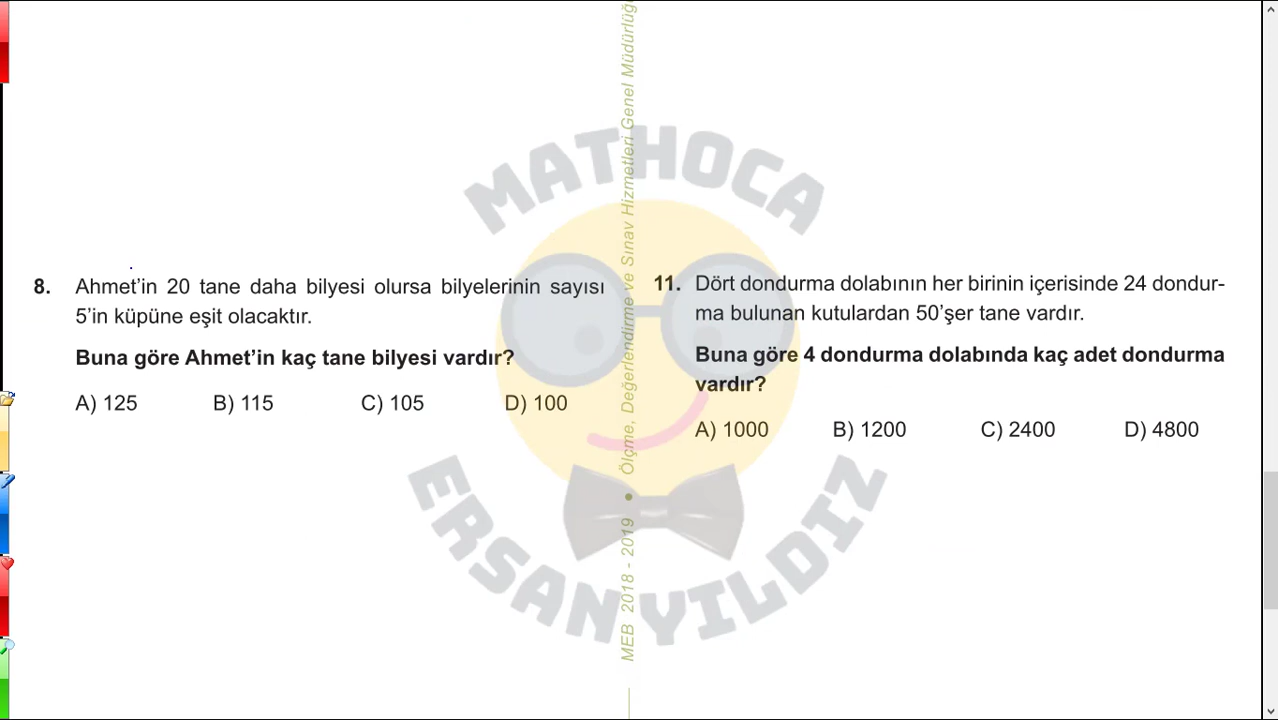 MATHOCA
8. Ahmet’in 20 tane daha bilyesi olursa bilyelerinin sayısı
5’in küpüne eşit olacaktır.
Buna göre Ahmet’in kaç tane bilyesi vardır?
A) 125 B) 115 C) 105 D) 100
MEB 2018 - 2019 ● Ölçme, Değerlendirme ve Sınav Hizmetleri Genel Müdürlüğü
11. Dört dondurma dolabının her birinin içerisinde 24 dondur-
ma bulunan kutulardan 50’şer tane vardır.
Buna göre 4 dondurma dolabında kaç adet dondurma
vardır?
A) 1000 B) 1200 C) 2400 D) 4800
ERSAN YILDIZ